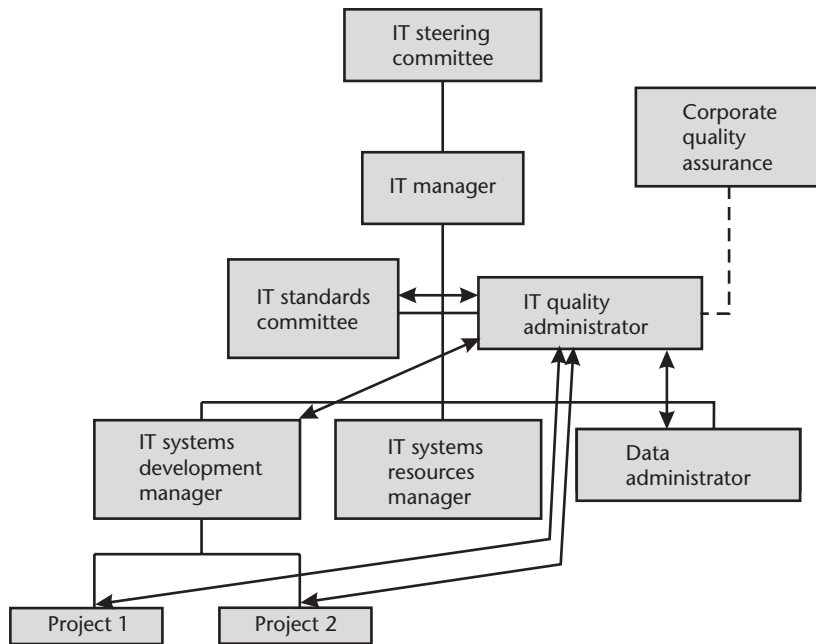 IT steering
committee
Corporate
quality
assurance
IT manager
IT standards
committee
IT quality
administrator
IT systems
development
manager
IT systems
resources
manager
Data
administrator
Project 1
Project 2